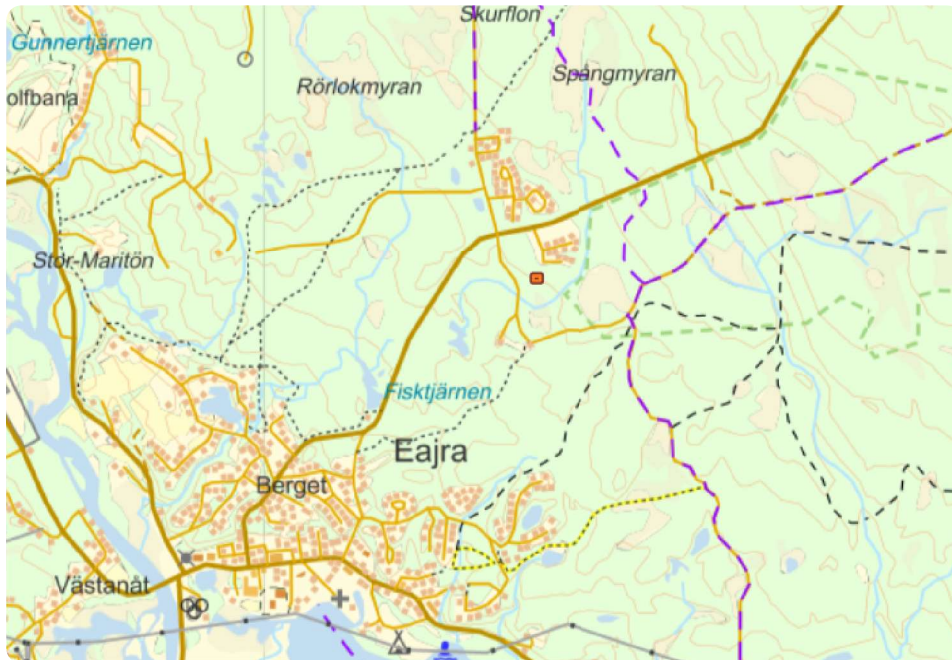 Skurflon
Gunnertjärnen
Spångmyran
Rörlokmyran
olfbana
Stor-Maritön
Fisktjärnen
Eajra
Berget
Västanåt